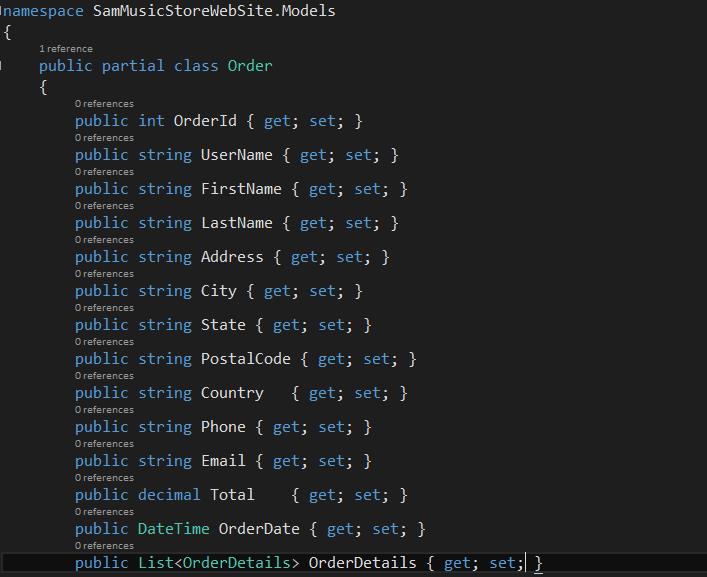 namespace SamMusicStoreWebSite.Models
{
1 reference
public partial class Order
{
0 references
public int OrderId { get; set; }
0 references
public string UserName { get; set; }
0 references
public string FirstName { get; set; }
0 references
public string LastName { get; set; }
0 references
public string Address { get; set; }
0 references
public string City { get; set; }
0 references
public string State { get; set; }
0 references
public string PostalCode { get; set; }
0 references
public string Country   { get; set; }
0 references
public string Phone { get; set; }
0 references
public string Email { get; set; }
0 references
public decimal Total    { get; set; }
0 references
public DateTime OrderDate { get; set; }
0 references
public List<OrderDetails> OrderDetails { get; set; }